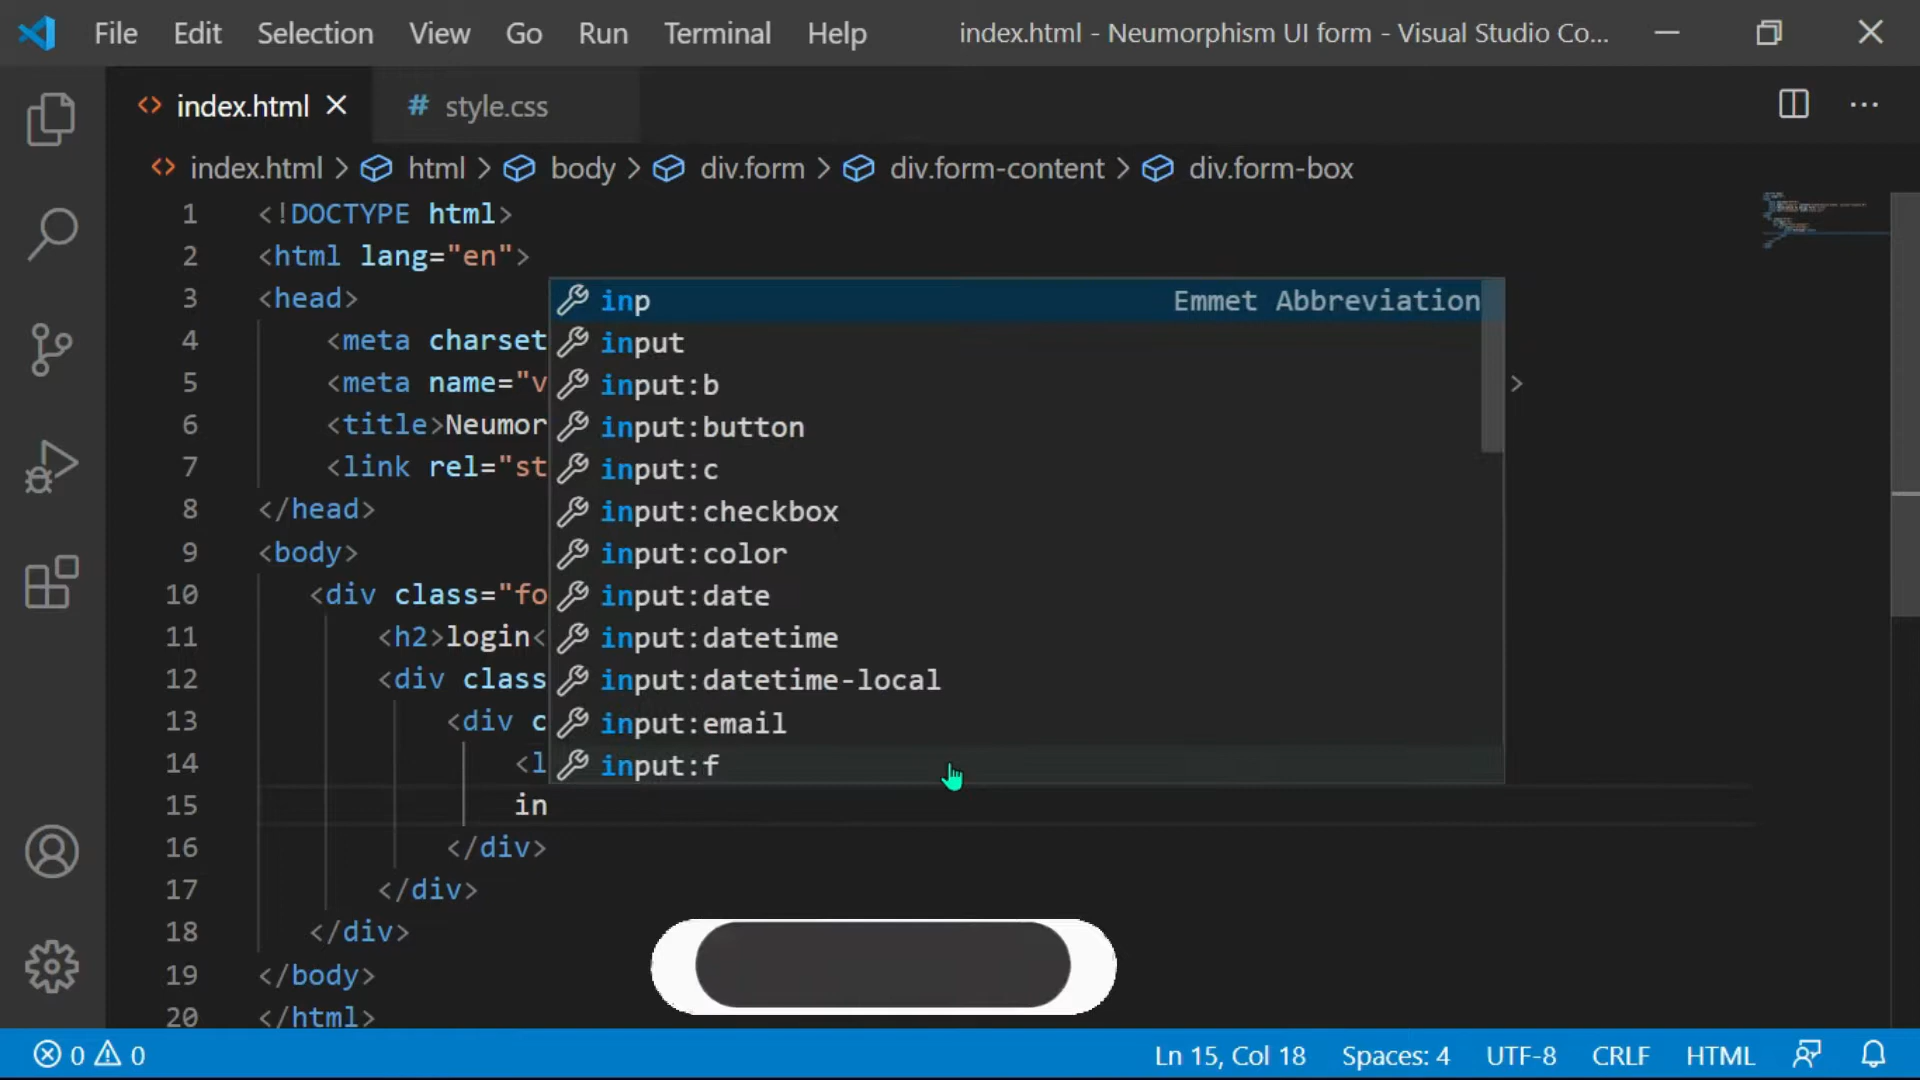 File Edit Selection View Go Run Terminal Help index.html - Neumorphism UI form - Visual Studio Co...
index.html # style.css
index.html > html > body > div.form > div.form-content > div.form-box
1 <!DOCTYPE html>
2 <html lang="en">
3 <head>
4 <meta charset
5 <meta name="v >
6 <title>Neumor
7 <link rel="st
8 </head>
9 <body>
10 <div class="fo
11 <h2>login<
12 <div class
13 <div c
14 <l
15 in
16 </div>
17 </div>
18 </div>
19 </body>
20 </html>
inp Emmet Abbreviation
input
input:b
input:button
input:c
input:checkbox
input:color
input:date
input:datetime
input:datetime-local
input:email
input:f
0 0 Ln 15, Col 18 Spaces: 4 UTF-8 CRLF HTML